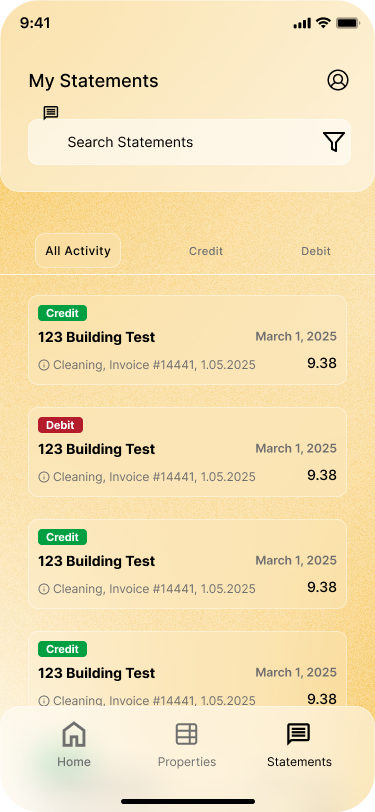 9:41
My Statements
Search Statements
All Activity Credit Debit
Credit
123 Building Test March 1, 2025
Cleaning, Invoice #14441, 1.05.2025 9.38
Debit
123 Building Test March 1, 2025
Cleaning, Invoice #14441, 1.05.2025 9.38
Credit
123 Building Test March 1, 2025
Cleaning, Invoice #14441, 1.05.2025 9.38
Credit
123 Building Test March 1, 2025
Cleaning, Invoice #14441, 1.05.2025 9.38
Home Properties Statements